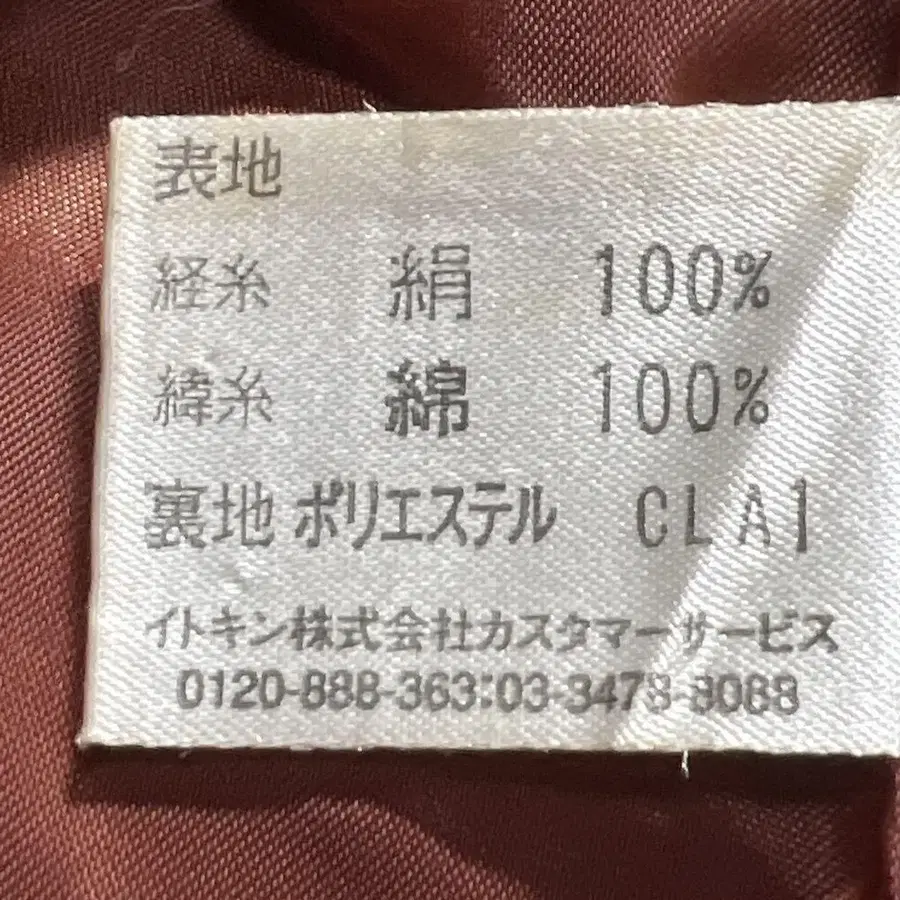 表地
経糸 絹 100%
緯糸 綿 100%
裏地 ポリエステル CLA1
イトキン株式会社カスタマーサービス
0120-888-363:03-3478-8088